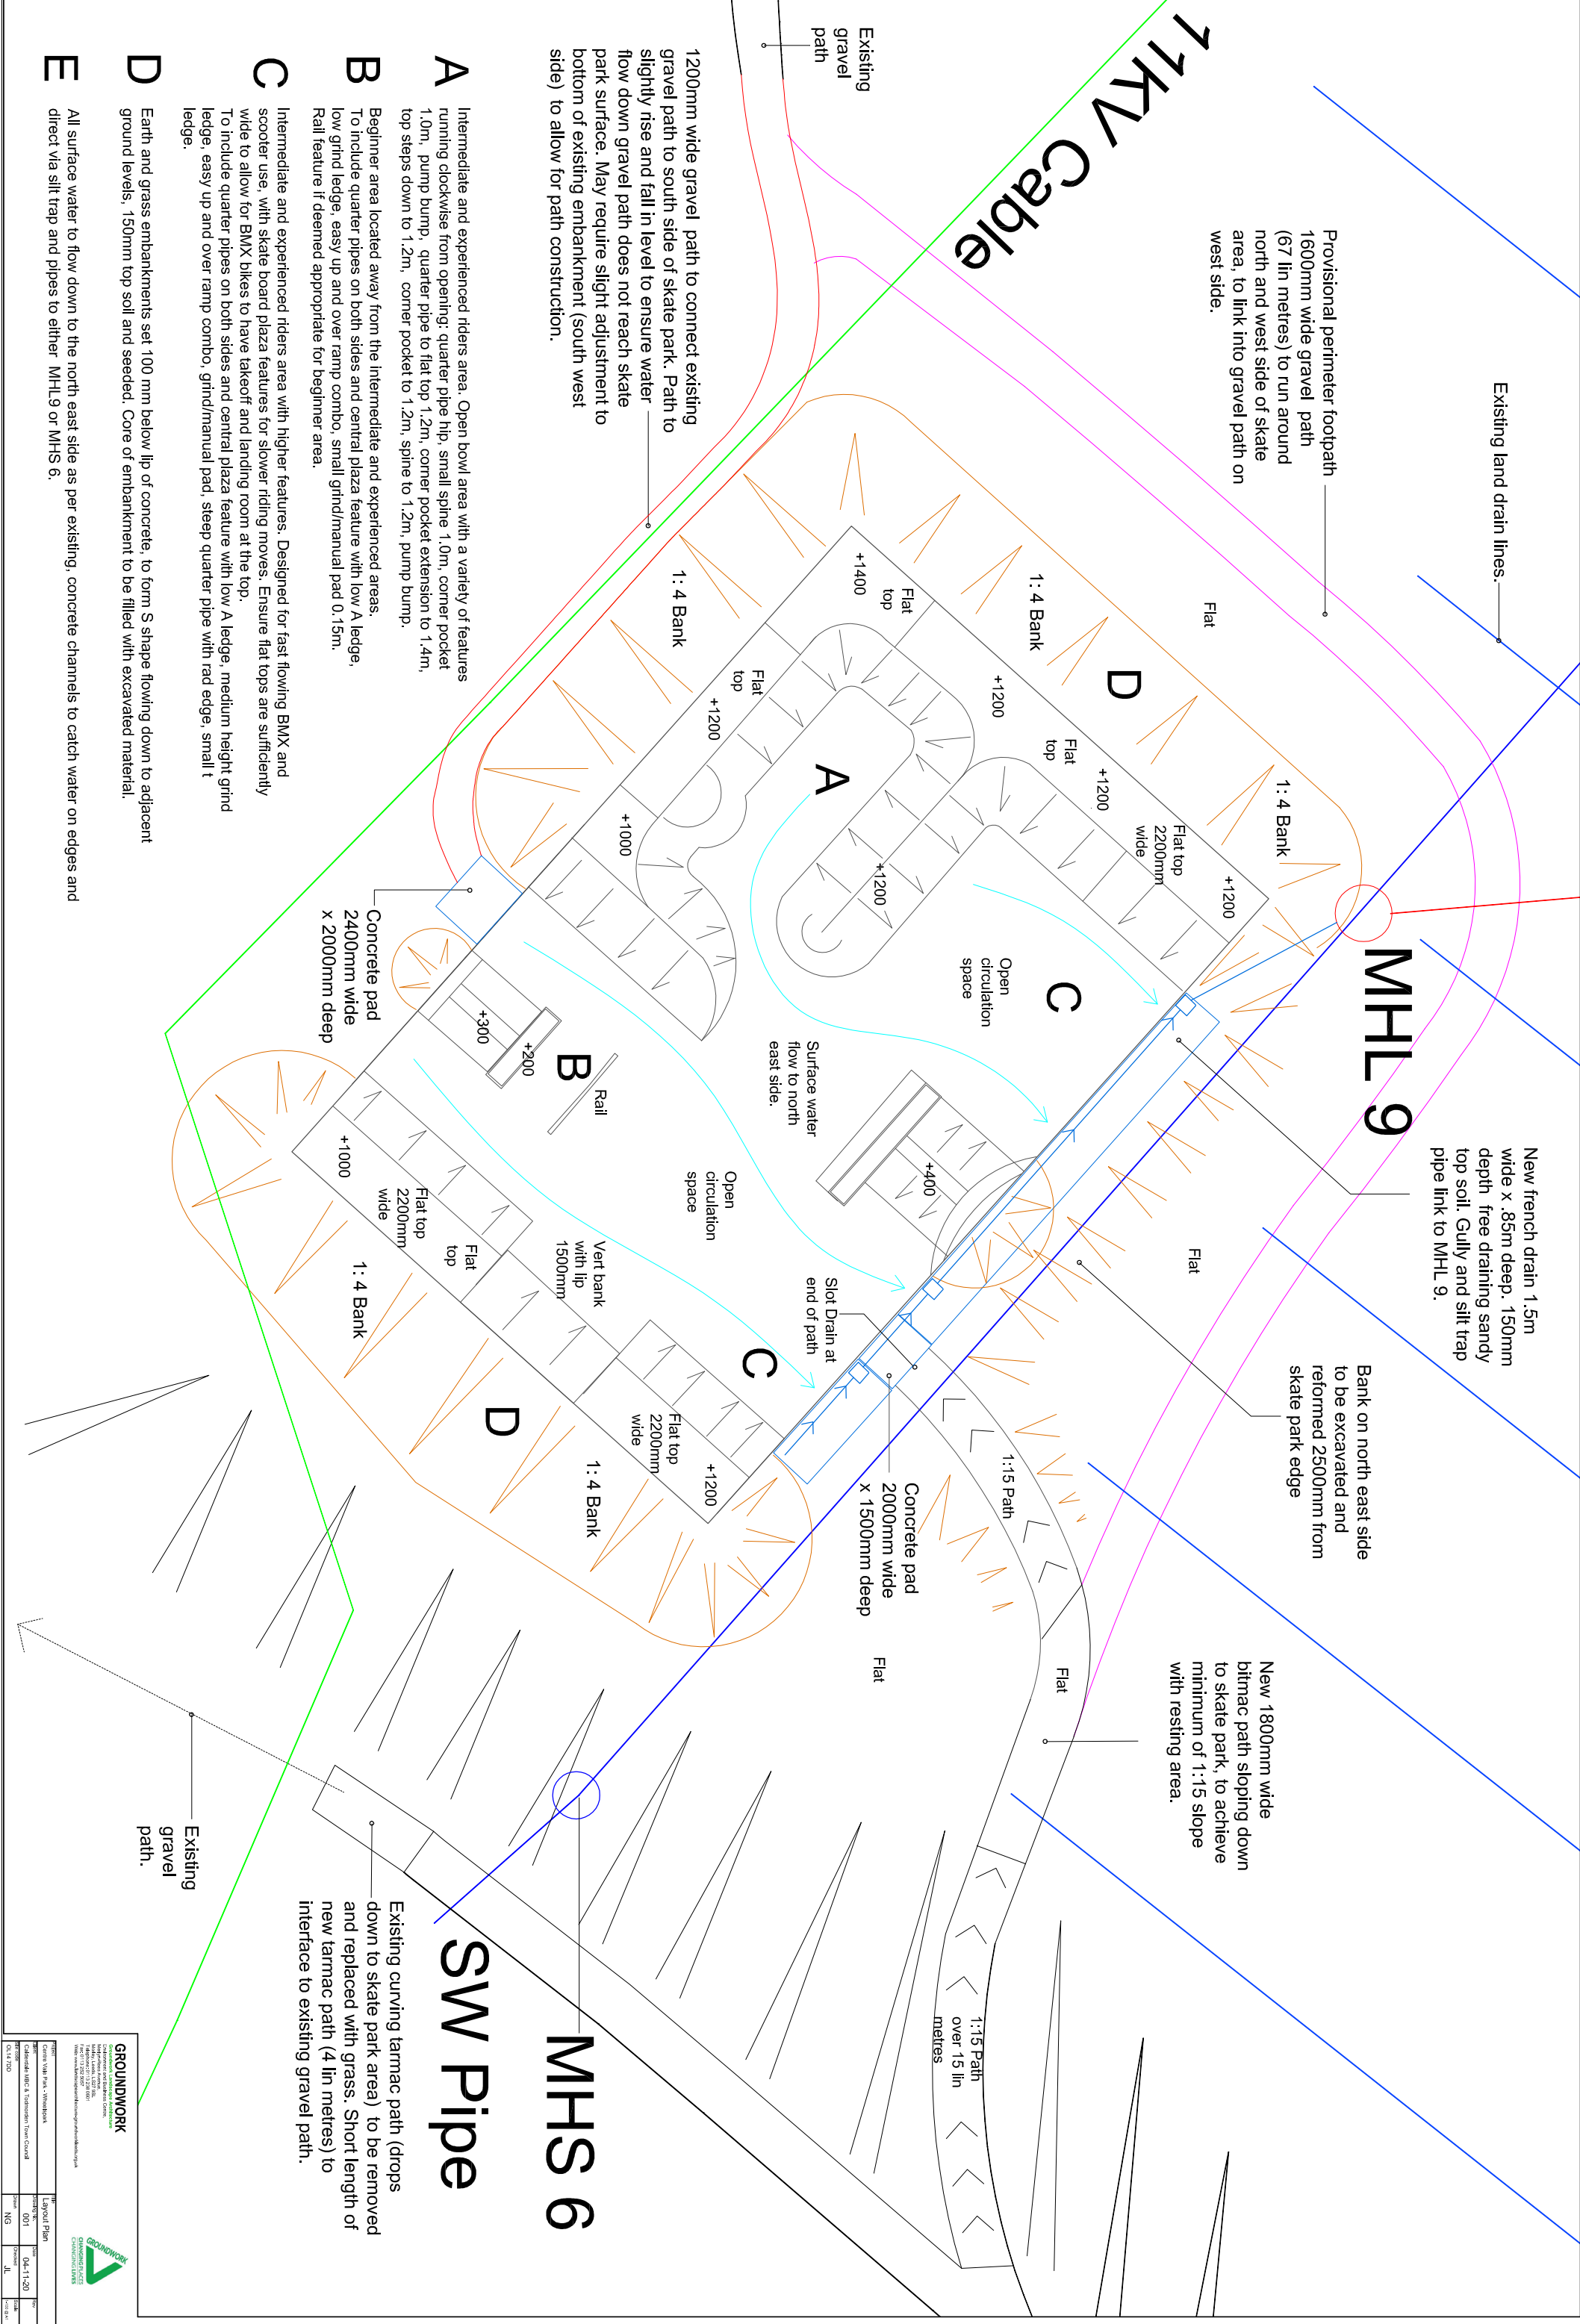 Existing land drain lines.
Provisional perimeter footpath
1600mm wide gravel path
(67 lin metres) to run around
north and west side of skate
area, to link into gravel path on
west side.
11KV Cable
Existing
gravel
path
1200mm wide gravel path to connect existing
gravel path to south side of skate park. Path to
slightly rise and fall in level to ensure water
flow down gravel path does not reach skate
park surface. May require slight adjustment to
bottom of existing embankment (south west
side) to allow for path construction.
A
Intermediate and experienced riders area. Open bowl area with a variety of features
running clockwise from opening: quarter pipe hip, small spine 1.0m, corner pocket
1.0m, pump bump, quarter pipe to flat top 1.2m, corner pocket extension to 1.4m,
top steps down to 1.2m, corner pocket to 1.2m, spine to 1.2m, pump bump.
B
Beginner area located away from the intermediate and experienced areas.
To include quarter pipes on both sides and central plaza feature with low A ledge,
low grind ledge, easy up and over ramp combo, small grind/manual pad 0.15m.
Rail feature if deemed appropriate for beginner area.
C
Intermediate and experienced riders area with higher features. Designed for fast flowing BMX and
scooter use, with skate board plaza features for slower riding moves. Ensure flat tops are sufficiently
wide to allow for BMX bikes to have takeoff and landing room at the top.
To include quarter pipes on both sides and central plaza feature with low A ledge, medium height grind
ledge, easy up and over ramp combo, grind/manual pad, steep quarter pipe with rad edge, small t
ledge.
D
Earth and grass embankments set 100 mm below lip of concrete, to form S shape flowing down to adjacent
ground levels, 150mm top soil and seeded. Core of embankment to be filled with excavated material.
E
All surface water to flow down to the north east side as per existing, concrete channels to catch water on edges and
direct via silt trap and pipes to either MHL9 or MHS 6.
Flat
D
1: 4 Bank
1: 4 Bank
1: 4 Bank
+1400
Flat
top
+1200
Flat
top
+1200
Flat top
2200mm
wide
+1200
Flat
top
+1200
A
+1200
+1000
MHL 9
C
Open
circulation
space
Surface water
flow to north
east side.
Concrete pad
2400mm wide
x 2000mm deep
+300
+200
B
Rail
+400
Open
circulation
space
+1000
Flat top
2200mm
wide
Flat
top
Vert bank
with lip
1500mm
Slot Drain at
end of path
1: 4 Bank
C
D
Flat top
2200mm
wide
+1200
1: 4 Bank
New french drain 1.5m
wide x .85m deep. 150mm
depth free draining sandy
top soil. Gully and silt trap
pipe link to MHL 9.
Flat
Bank on north east side
to be excavated and
reformed 2500mm from
skate park edge
1:15 Path
Concrete pad
2000mm wide
x 1500mm deep
Flat
Flat
New 1800mm wide
bitmac path sloping down
to skate park, to achieve
minimum of 1:15 slope
with resting area.
1:15 Path
over 15 lin
metres
Existing
gravel
path.
Existing curving tarmac path (drops
down to skate park area) to be removed
and replaced with grass. Short length of
new tarmac path (4 lin metres) to
interface to existing gravel path.
SW Pipe
MHS 6
GROUNDWORK
GROUNDWORK
CHANGING PLACES
CHANGING LIVES
Centre Vale Park - Wheelspark
Layout Plan
Calderdale MBC & Todmorden Town Council
001
04-11-20
OL14 7DD
NG
JL